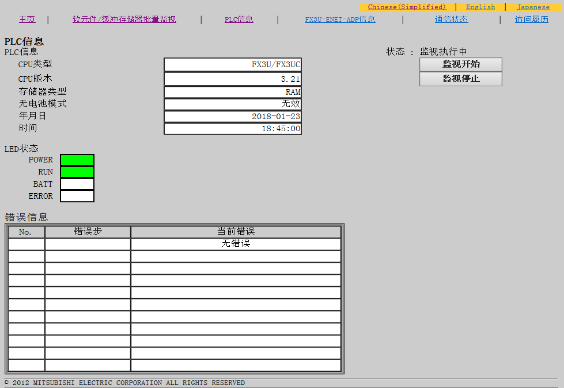 Chinese(Simplified) | English | Japanese
主页 | 软元件/缓冲存储器批量监视 | PLC信息 | FX3U-ENET-ADP信息 | 通信状态 | 访问履历
PLC信息
PLC信息 状态 : 监视执行中
CPU类型 FX3U/FX3UC 监视开始
CPU版本 3.21 监视停止
存储器类型 RAM
无电池模式 无效
年月日 2018-01-23
时间 18:45:00
LED状态
POWER
RUN
BATT
ERROR
错误信息
No. 错误步 当前错误
无错误
© 2012 MITSUBISHI ELECTRIC CORPORATION ALL RIGHTS RESERVED